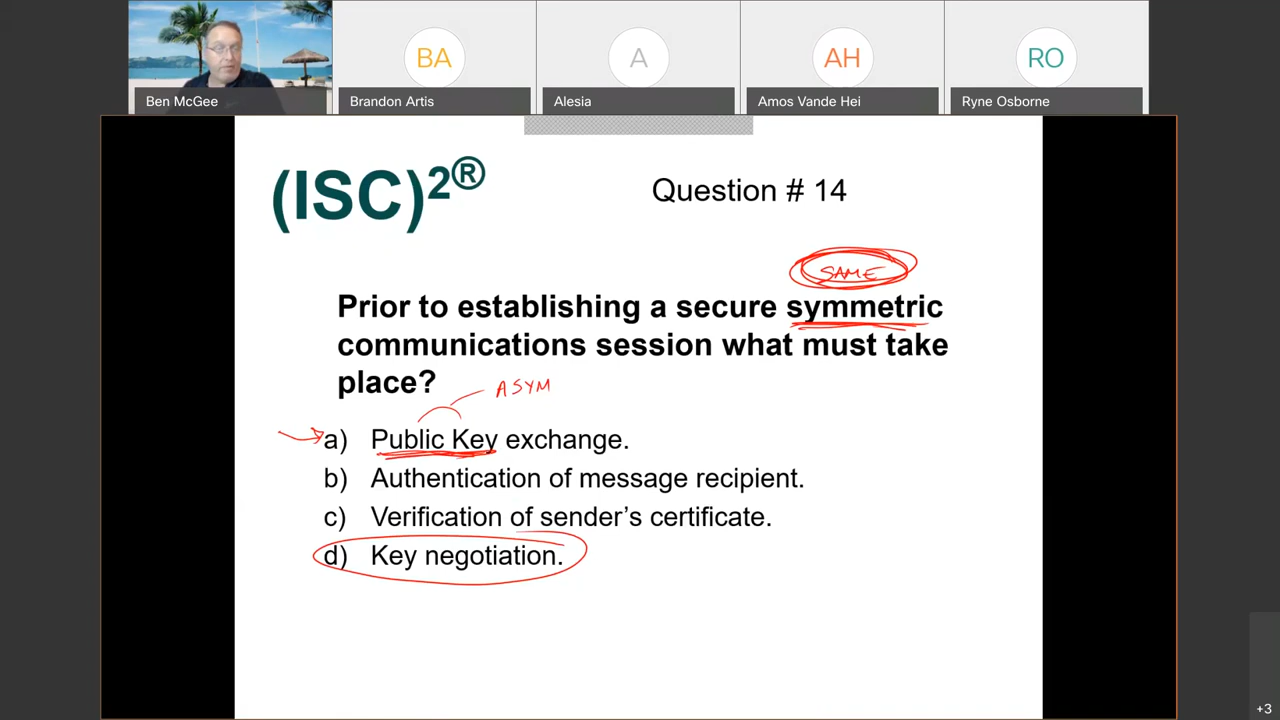 BA
A
AH
RO
Ben McGee
Brandon Artis
Alesia
Amos Vande Hei
Ryne Osborne
(ISC)²®
Question # 14
SAME
Prior to establishing a secure symmetric
communications session what must take
place?
ASYM
a) Public Key exchange.
b) Authentication of message recipient.
c) Verification of sender's certificate.
d) Key negotiation.
+3